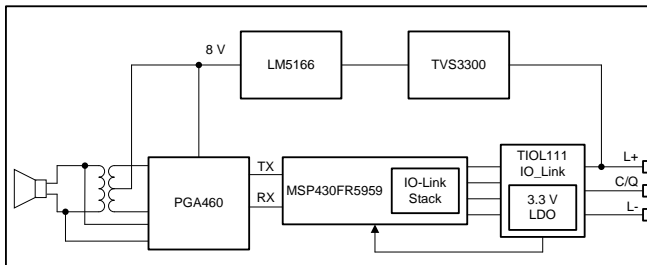 8 V
LM5166
TVS3300
TIOL111
IO_Link
L+
TX
MSP430FR5959
IO-Link
Stack
C/Q
PGA460
RX
3.3 V
LDO
L-